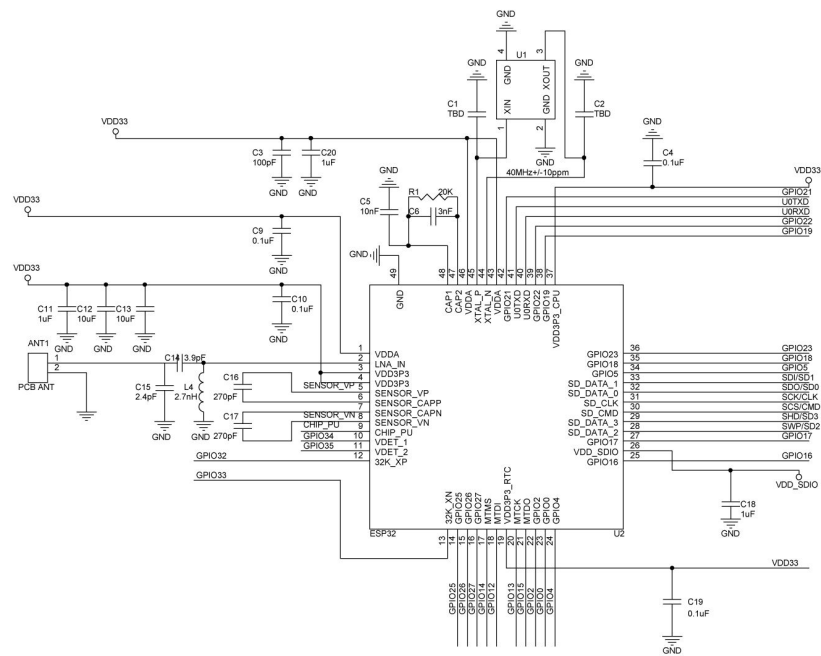 GND
4
3
U1
GND
XOUT
XIN
GND
1
2
GND
C1
TBD
GND
C2
TBD
GND
40MHz+/-10ppm
VDD33
C3
100pF
GND
C20
1uF
GND
GND
C4
0.1uF
VDD33
GPIO21
U0TXD
U0RXD
GPIO22
GPIO19
GND
C5
10nF
R1
20K
C6
3nF
VDD33
C9
0.1uF
GND
GND
VDD33
C11
1uF
GND
C12
10uF
GND
C13
10uF
GND
C10
0.1uF
GND
49
48
47
46
45
44
43
42
41
40
39
38
37
GND
CAP1
CAP2
VDDA
XTAL_P
XTAL_N
VDDA
GPIO21
U0TXD
U0RXD
GPIO22
GPIO19
VDD3P3_CPU
ANT1
1
2
PCB ANT
C14
3.9pF
C15
2.4pF
GND
L4
2.7nH
GND
C16
270pF
C17
270pF
SENSOR_VP
SENSOR_VN
CHIP_PU
GPIO34
GPIO35
GPIO32
GPIO33
1 VDDA
2 LNA_IN
3 VDD3P3
4 VDD3P3
5 SENSOR_VP
6 SENSOR_CAPP
7 SENSOR_CAPN
8 SENSOR_VN
9 CHIP_PU
10 VDET_1
11 VDET_2
12 32K_XP
GPIO23 36 GPIO23
GPIO18 35 GPIO18
GPIO5 34 GPIO5
SD_DATA_1 33 SDI/SD1
SD_DATA_0 32 SDO/SD0
SD_CLK 31 SCK/CLK
SD_CMD 30 SCS/CMD
SD_DATA_3 29 SHD/SD3
SD_DATA_2 28 SWP/SD2
GPIO17 27 GPIO17
VDD_SDIO 26
GPIO16 25 GPIO16
VDD_SDIO
C18
1uF
GND
32K_XN
GPIO25
GPIO26
GPIO27
MTMS
MTDI
VDD3P3_RTC
MTCK
MTDO
GPIO2
GPIO0
GPIO4
ESP32
U2
13
14
15
16
17
18
19
20
21
22
23
24
VDD33
GPIO25
GPIO26
GPIO27
GPIO14
GPIO12
GPIO13
GPIO15
GPIO2
GPIO0
GPIO4
C19
0.1uF
GND